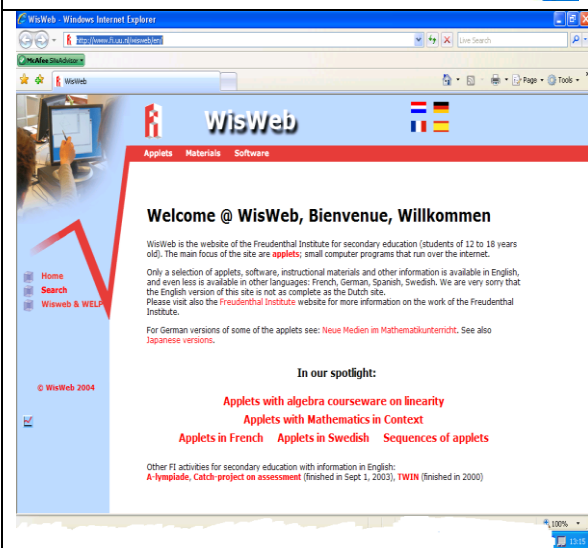 WisWeb - Windows Internet Explorer
http://www.fi.uu.nl/wisweb/en/
Live Search
McAfee SiteAdvisor
WisWeb
Page Tools
WisWeb
Applets Materials Software
Welcome @ WisWeb, Bienvenue, Willkommen
WisWeb is the website of the Freudenthal Institute for secondary education (students of 12 to 18 years
old). The main focus of the site are applets; small computer programs that run over the internet.
Only a selection of applets, software, instructional materials and other information is available in English,
and even less is available in other languages: French, German, Spanish, Swedish. We are very sorry that
the English version of this site is not as complete as the Dutch site.
Please visit also the Freudenthal Institute website for more information on the work of the Freudenthal
Institute.
For German versions of some of the applets see: Neue Medien im Mathematikunterricht. See also
Japanese versions.
Home
Search
Wisweb & WELP
© WisWeb 2004
In our spotlight:
Applets with algebra courseware on linearity
Applets with Mathematics in Context
Applets in French Applets in Swedish Sequences of applets
Other FI activities for secondary education with information in English:
A-lympiade, Catch-project on assessment (finished in Sept 1, 2003), TWIN (finished in 2000)
100%
13:15